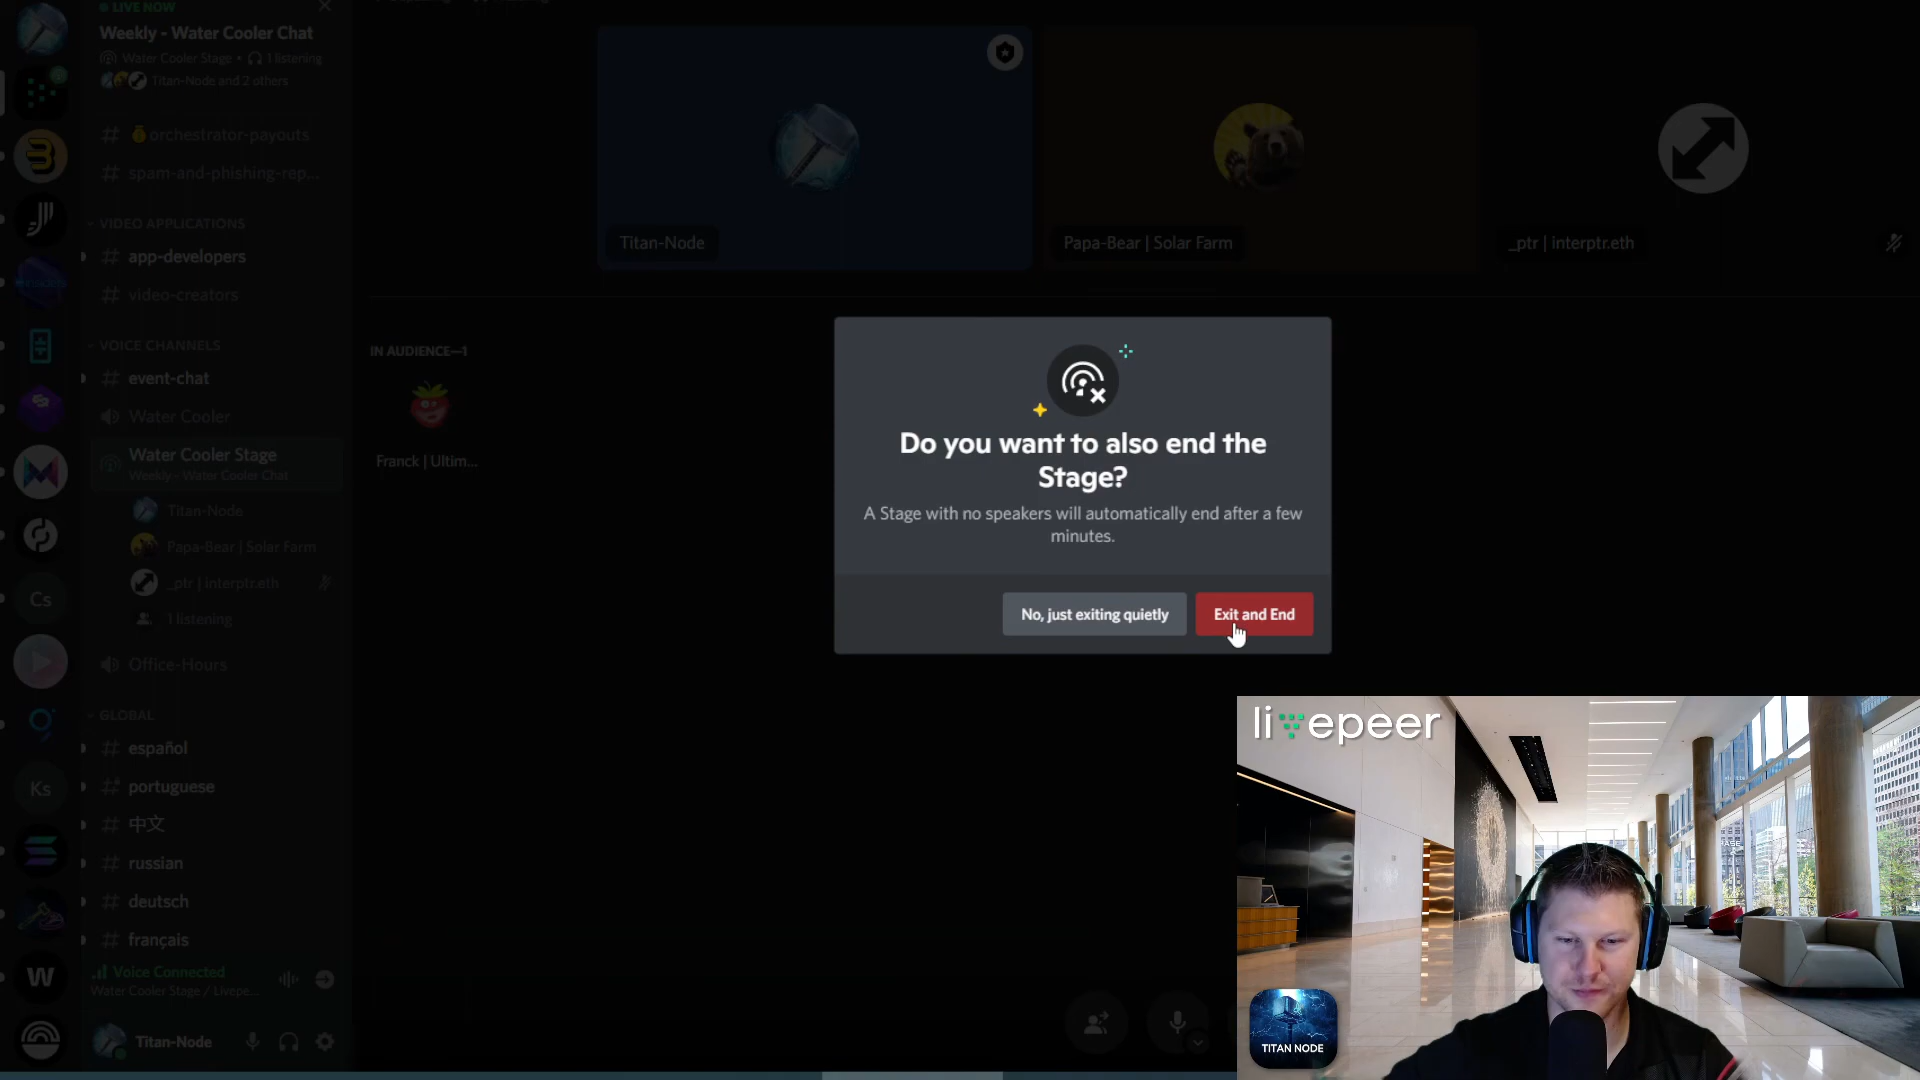 LIVE NOW
Weekly - Water Cooler Chat
Water Cooler Stage • 1 listening
Titan-Node and 2 others
# orchestrator-payouts
# spam-and-phishing-rep...
VIDEO APPLICATIONS
# app-developers
# video-creators
VOICE CHANNELS
# event-chat
Water Cooler
Water Cooler Stage
Weekly - Water Cooler Chat
Titan-Node
Papa-Bear | Solar Farm
_ptr | interptr.eth
1 listening
Office-Hours
GLOBAL
# español
# portuguese
# 中文
# russian
# deutsch
# français
Voice Connected
Water Cooler Stage / Livepe...
Titan-Node
Cs
Ks
W
Titan-Node
Papa-Bear | Solar Farm
_ptr | interptr.eth
IN AUDIENCE—1
Franck | Ultim...
Do you want to also end the
Stage?
A Stage with no speakers will automatically end after a few
minutes.
No, just exiting quietly
Exit and End
livepeer
TITAN NODE